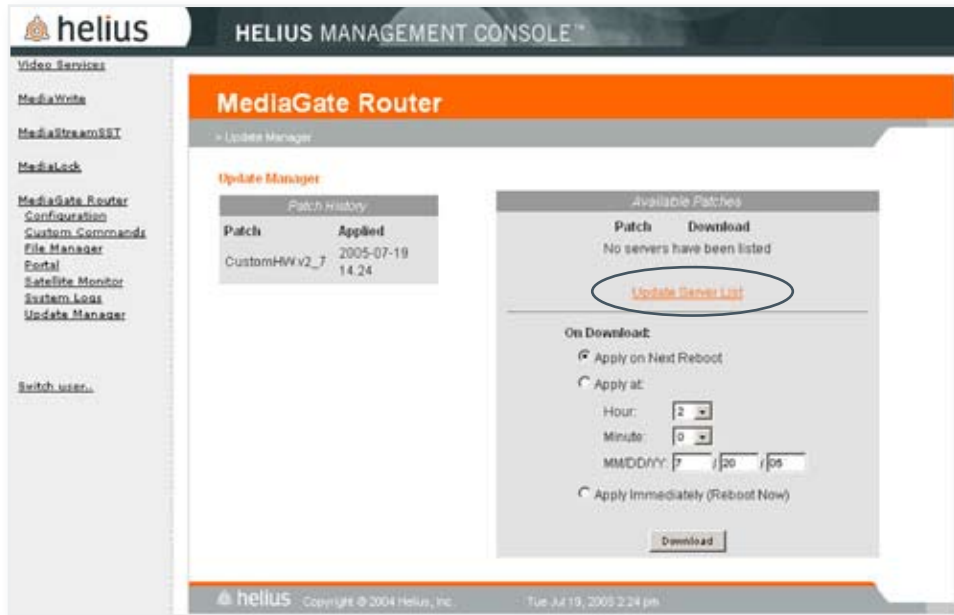 helius
HELIUS MANAGEMENT CONSOLE™
Video Services
MediaWrite
MediaStreamSST
MediaLock
MediaGate Router
Configuration
Custom Commands
File Manager
Portal
Satellite Monitor
System Logs
Update Manager
Switch user..
MediaGate Router
> Update Manager
Update Manager
Patch History
Patch Applied
CustomHW.v2_7 2005-07-19 14.24
Available Patches
Patch Download
No servers have been listed
Update Server List
On Download:
Apply on Next Reboot
Apply at:
Hour: 2
Minute: 0
MM/DD/YY: 7 / 20 / 05
Apply Immediately (Reboot Now)
Download
helius Copyright © 2004 Helius, Inc. Tue Jul 19, 2005 2:24 pm